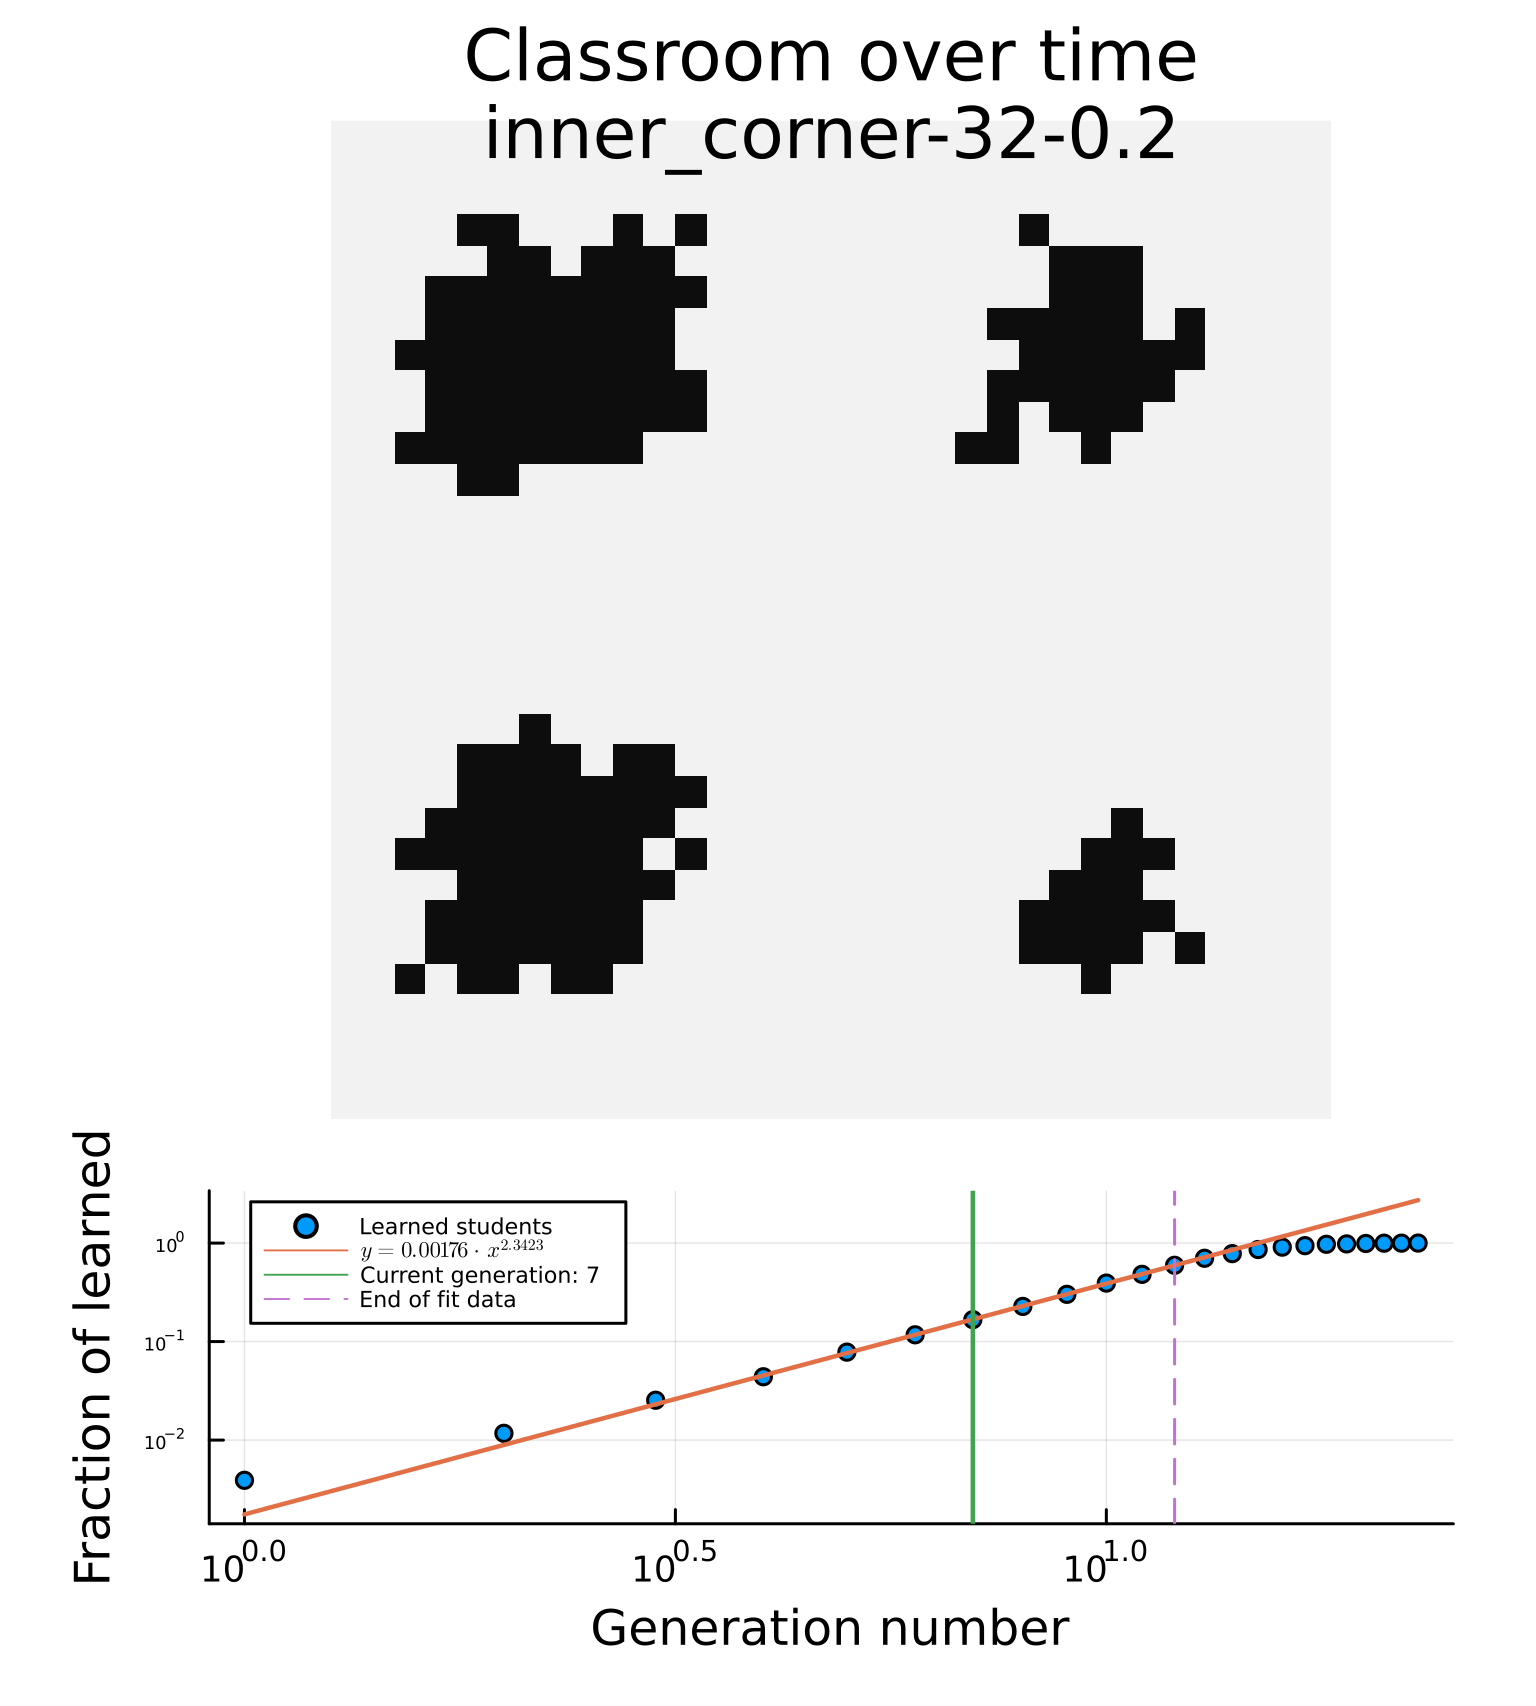 Classroom over time
inner_corner-32-0.2
Fraction of learned
10^0
10^-1
10^-2
Learned students
y = 0.00176 · x^2.3423
Current generation: 7
End of fit data
10^0.0
10^0.5
10^1.0
Generation number